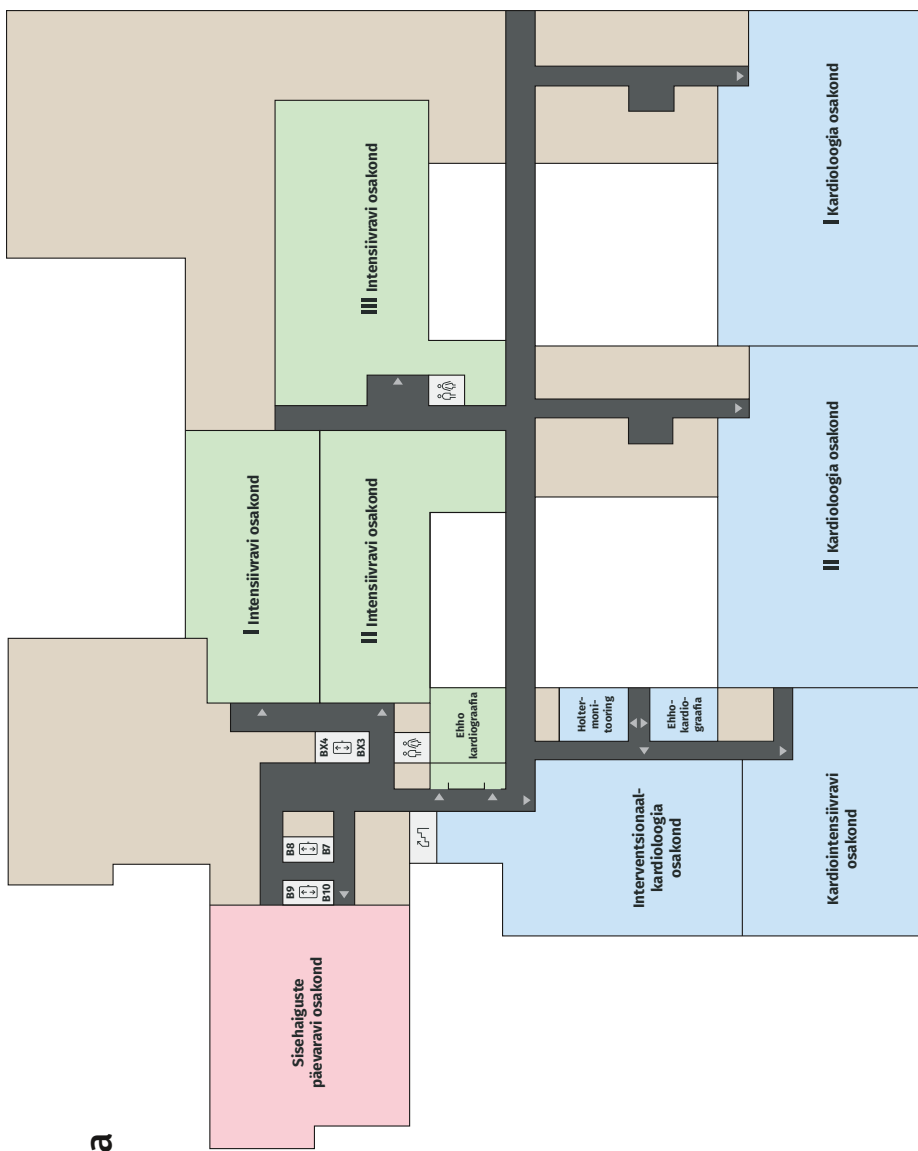 a
Sisehaiguste
päevaravi osakond
B9
B10
B8
B7
BX4
BX3
I Intensiivravi osakond
II Intensiivravi osakond
III Intensiivravi osakond
Ehho
kardiograafia
Interventsionaal-
kardioloogia
osakond
Holter-
moni-
tooring
Ehho-
kardio-
graafia
Kardiointensiivravi
osakond
II Kardioloogia osakond
I Kardioloogia osakond